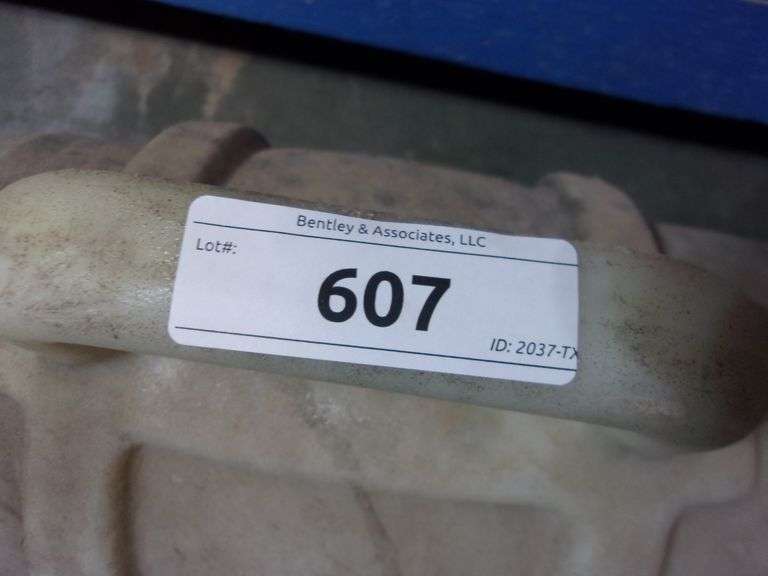 Bentley & Associates, LLC
Lot#:
607
ID: 2037-TX